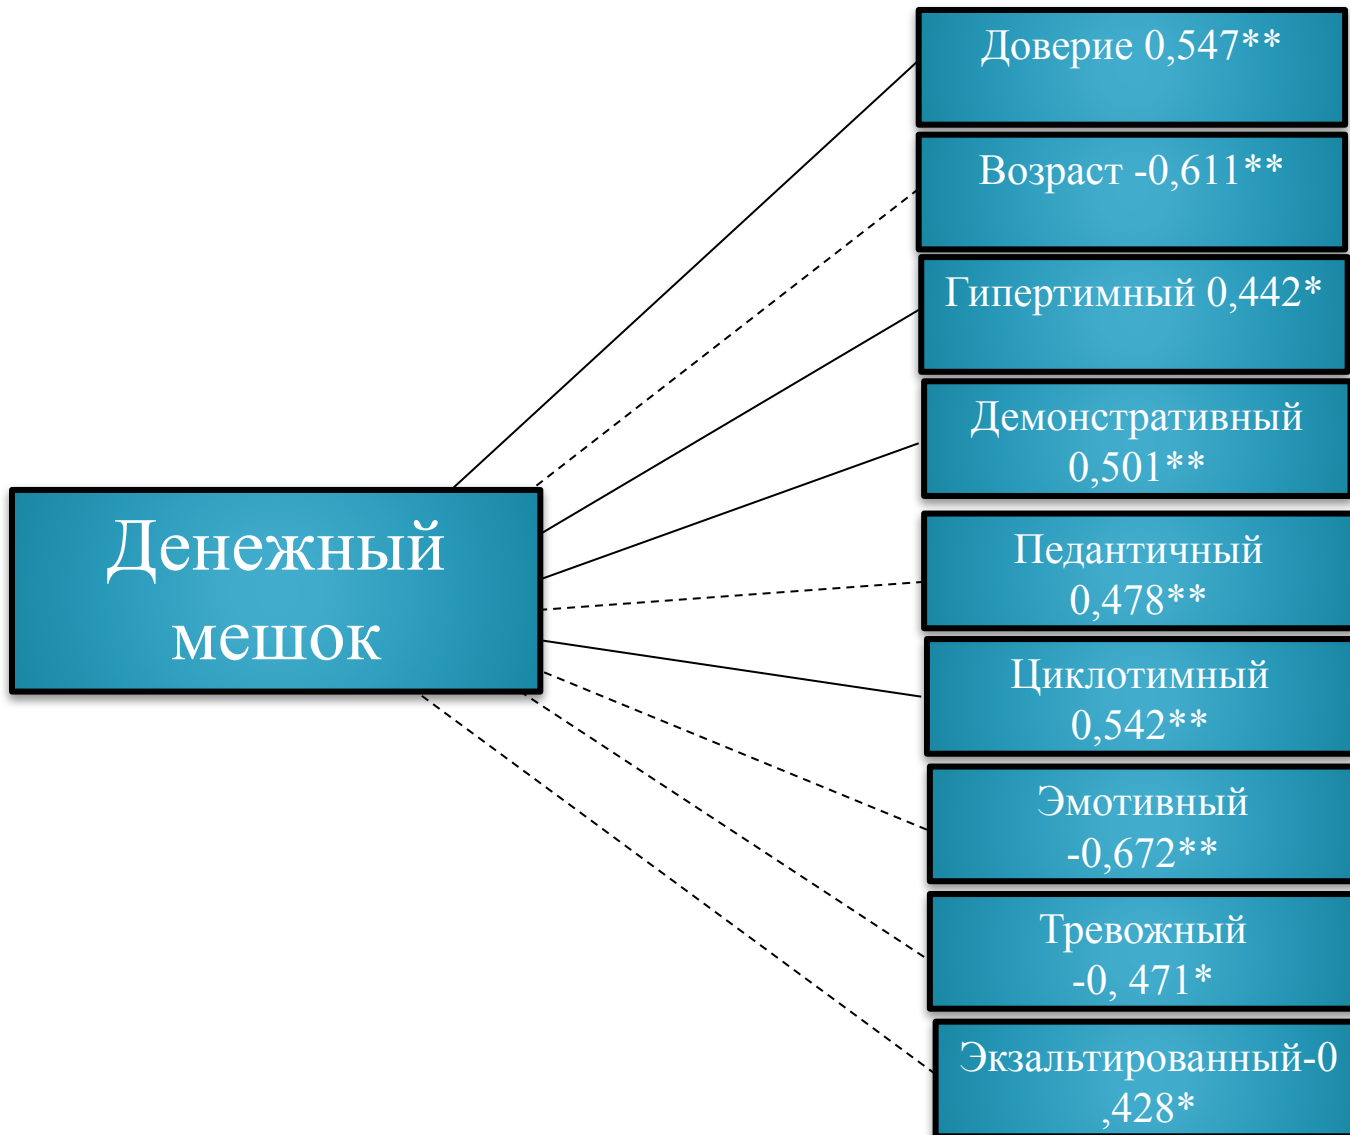 Доверие 0,547**
Возраст -0,611**
Гипертимный 0,442*
Демонстративный
0,501**
Денежный
мешок
Педантичный
0,478**
Циклотимный
0,542**
Эмотивный
-0,672**
Тревожный
-0, 471*
Экзальтированный-0
,428*